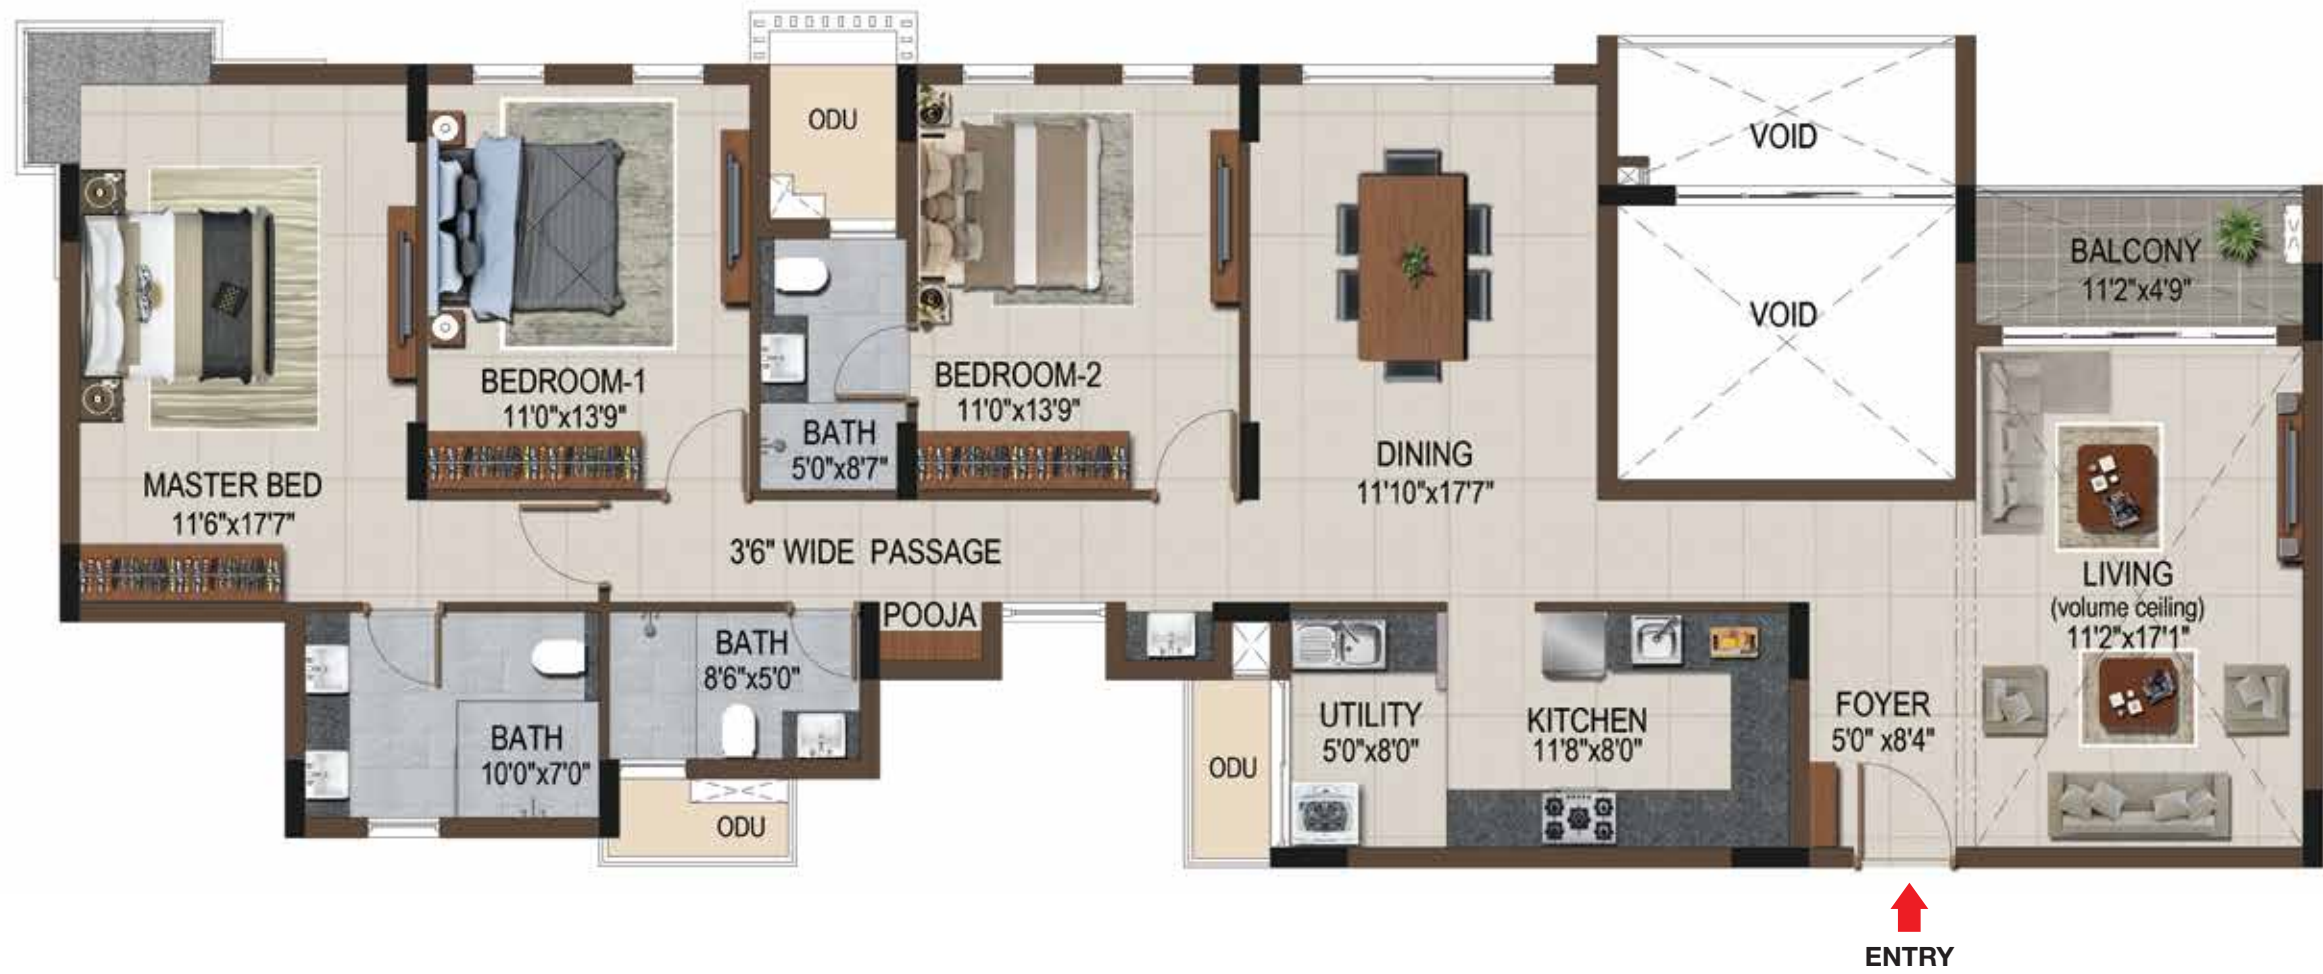 ODU
VOID
BALCONY
11'2"x4'9"
VOID
BEDROOM-1
11'0"x13'9"
BEDROOM-2
11'0"x13'9"
BATH
5'0"x8'7"
DINING
11'10"x17'7"
MASTER BED
11'6"x17'7"
3'6" WIDE PASSAGE
LIVING
(volume ceiling)
11'2"x17'1"
POOJA
BATH
8'6"x5'0"
BATH
10'0"x7'0"
UTILITY
5'0"x8'0"
KITCHEN
11'8"x8'0"
FOYER
5'0" x8'4"
ODU
ODU
ENTRY